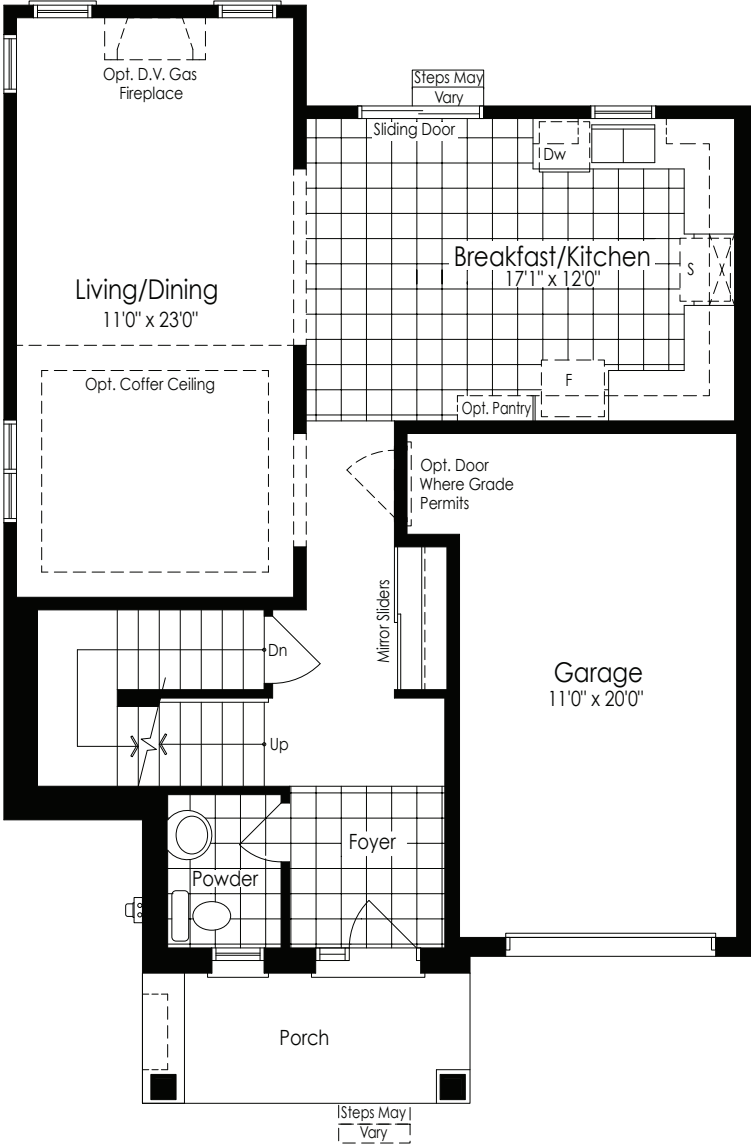 Opt. D.V. Gas
Fireplace
Steps May
Vary
Sliding Door
Dw
Breakfast/Kitchen
17'1" x 12'0"
S
Living/Dining
11'0" x 23'0"
F
Opt. Coffer Ceiling
Opt. Pantry
Opt. Door
Where Grade
Permits
Mirror Sliders
Dn
Garage
11'0" x 20'0"
Up
Foyer
Powder
Porch
Steps May
Vary